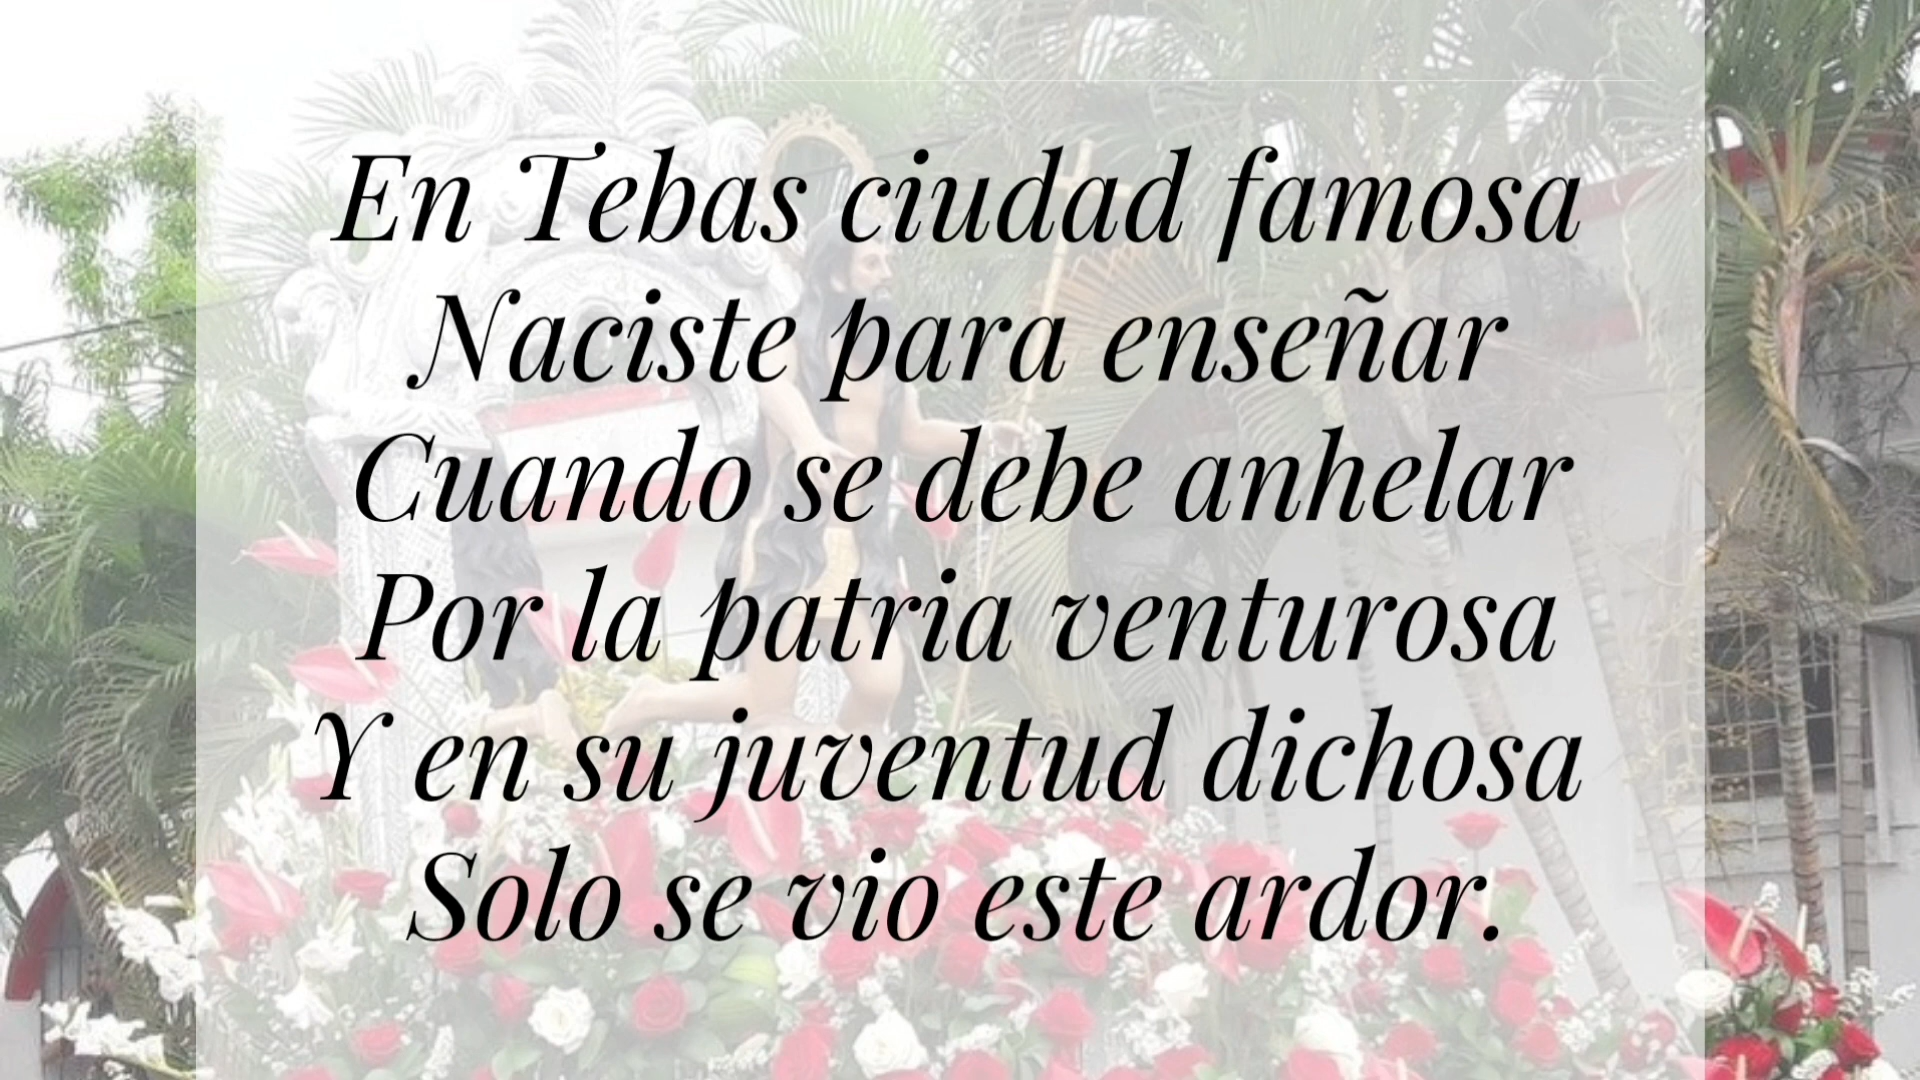 En Tebas ciudad famosa
Naciste para enseñar
Cuando se debe anhelar
Por la patria venturosa
Y en su juventud dichosa
Solo se vio este ardor.